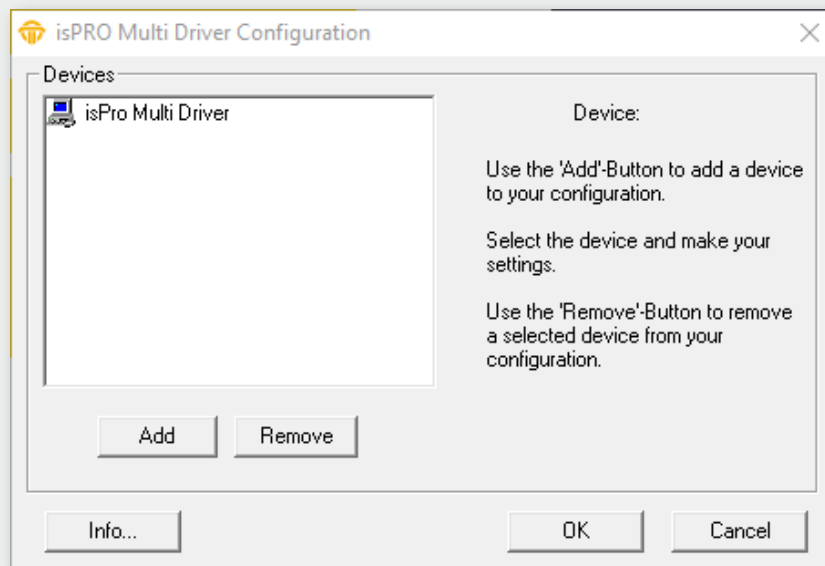 isPRO Multi Driver Configuration
Devices
isPro Multi Driver
Device:
Use the 'Add'-Button to add a device
to your configuration.
Select the device and make your
settings.
Use the 'Remove'-Button to remove
a selected device from your
configuration.
Add
Remove
Info...
OK
Cancel